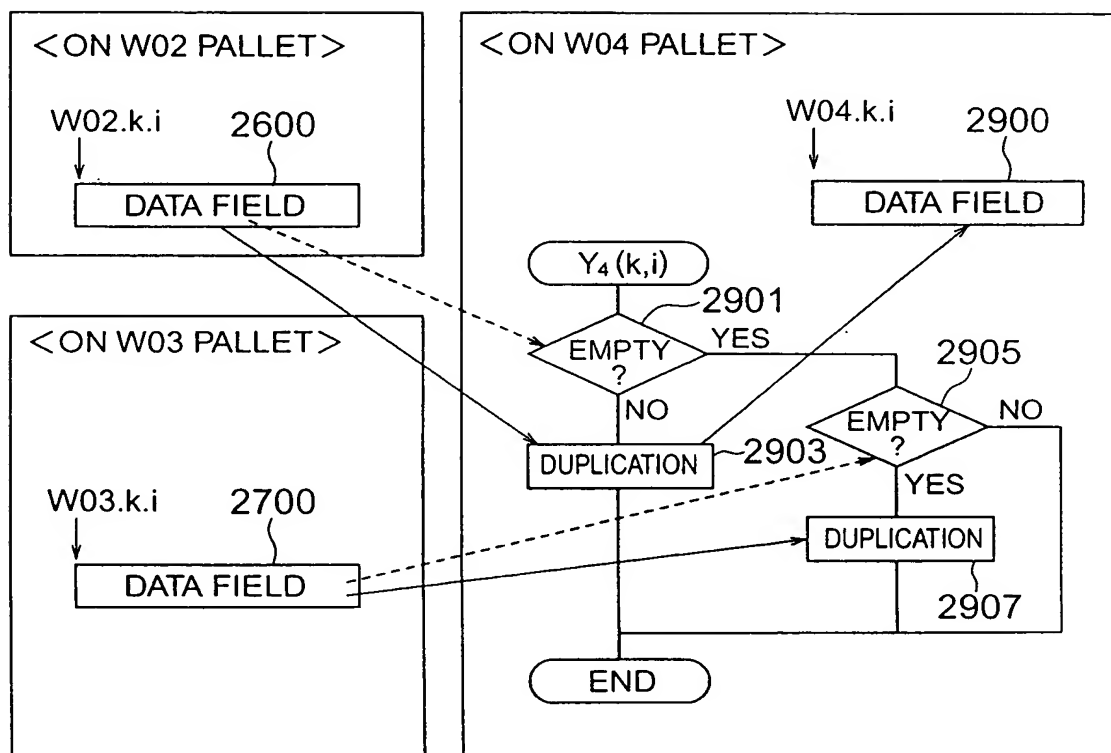 <ON W02 PALLET>
W02.k.i
2600
DATA FIELD
<ON W03 PALLET>
W03.k.i
2700
DATA FIELD
<ON W04 PALLET>
W04.k.i
2900
DATA FIELD
Y₄(k,i)
2901
EMPTY
?
YES
NO
DUPLICATION
2903
2905
EMPTY
?
NO
YES
DUPLICATION
2907
END